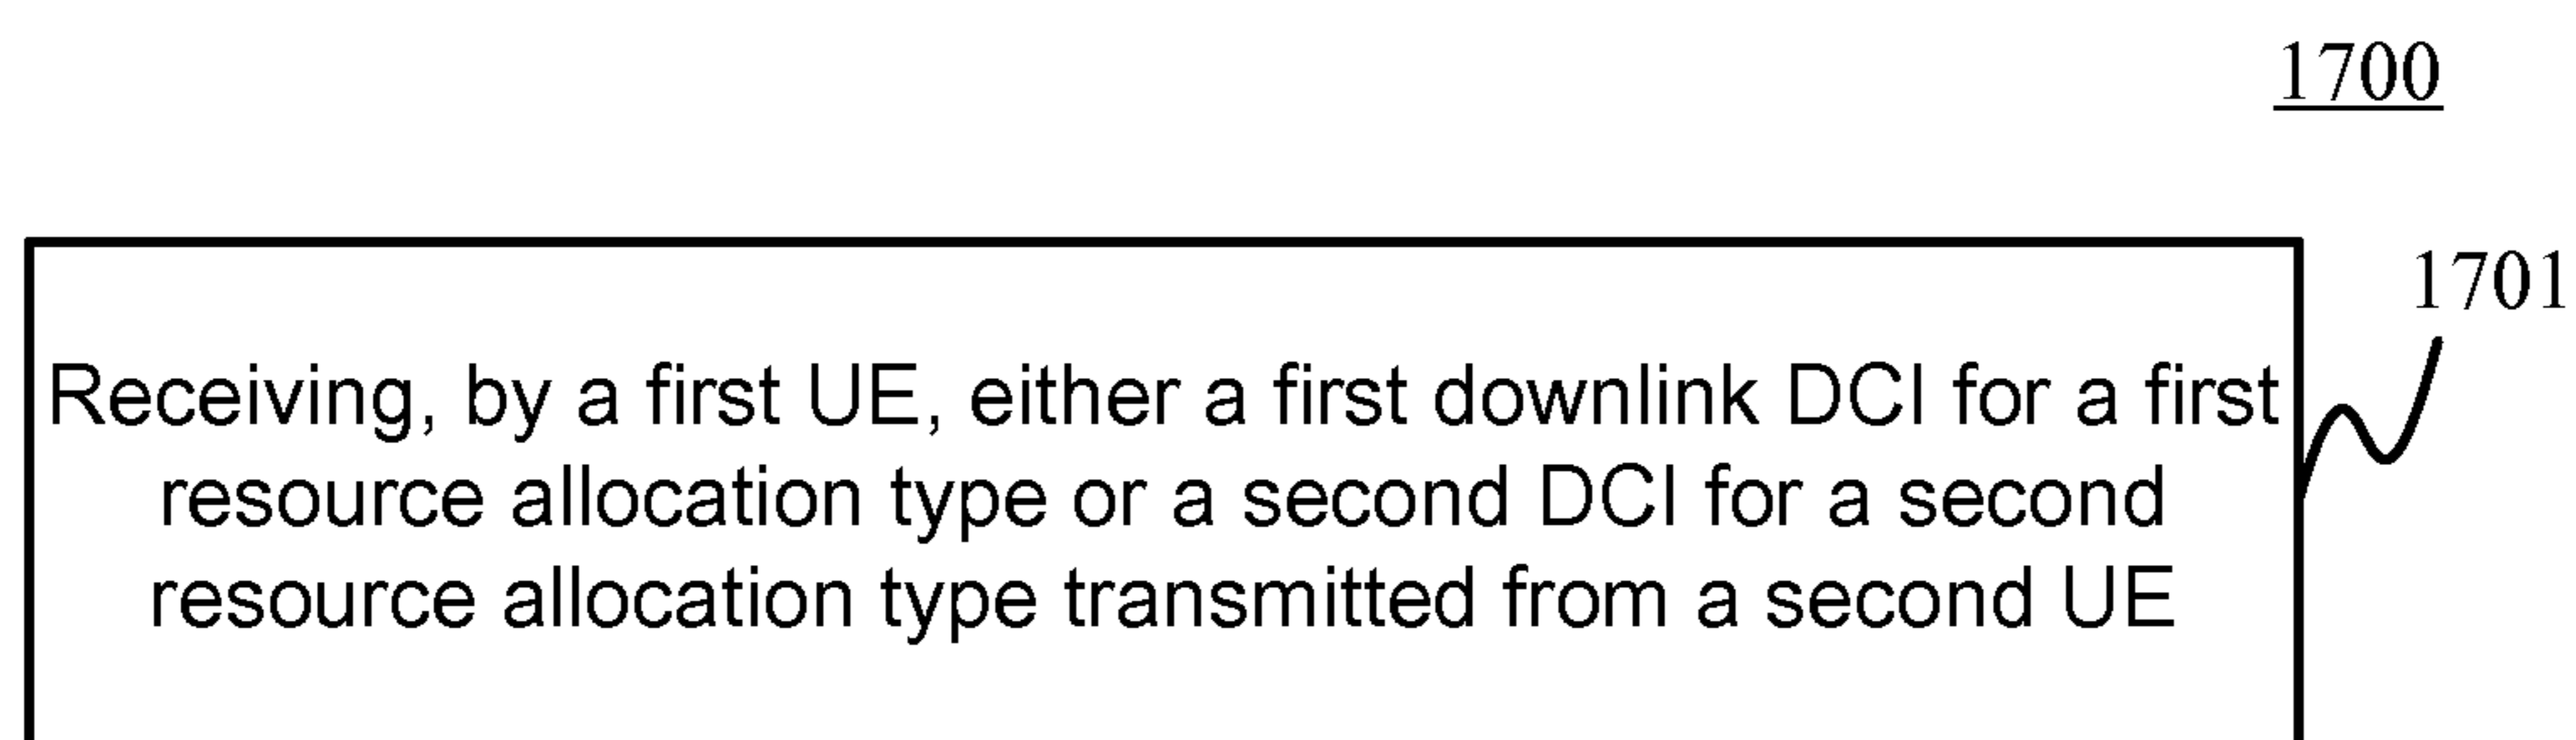 1700
1701
Receiving, by a first UE, either a first downlink DCI for a first
resource allocation type or a second DCI for a second
resource allocation type transmitted from a second UE